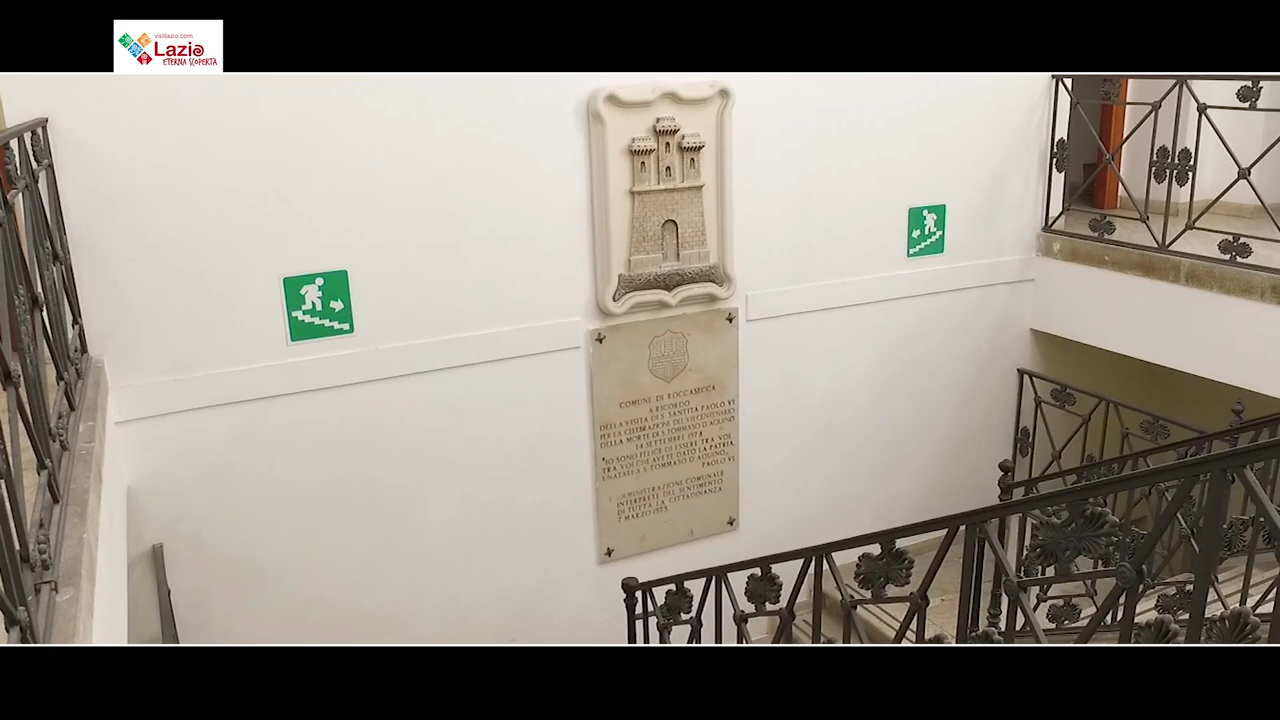 visitlazio.com
Lazio
ETERNA SCOPERTA
COMUNE DI ROCCASECCA
A RICORDO
DELLA VISITA DI S. SANTITÀ PAOLO VI
PER LA CELEBRAZIONE DEL VII CENTENARIO
DELLA MORTE DI S. TOMMASO D'AQUINO
14 SETTEMBRE 1974
"IO SONO FELICE DI ESSERE TRA VOI,
TRA VOI CHE AVETE DATO LA PATRIA,
E NATALI A S. TOMMASO D'AQUINO„
PAOLO VI
L'AMMINISTRAZIONE COMUNALE
INTERPRETE DEL SENTIMENTO
DI TUTTA LA CITTADINANZA
7 MARZO 1975